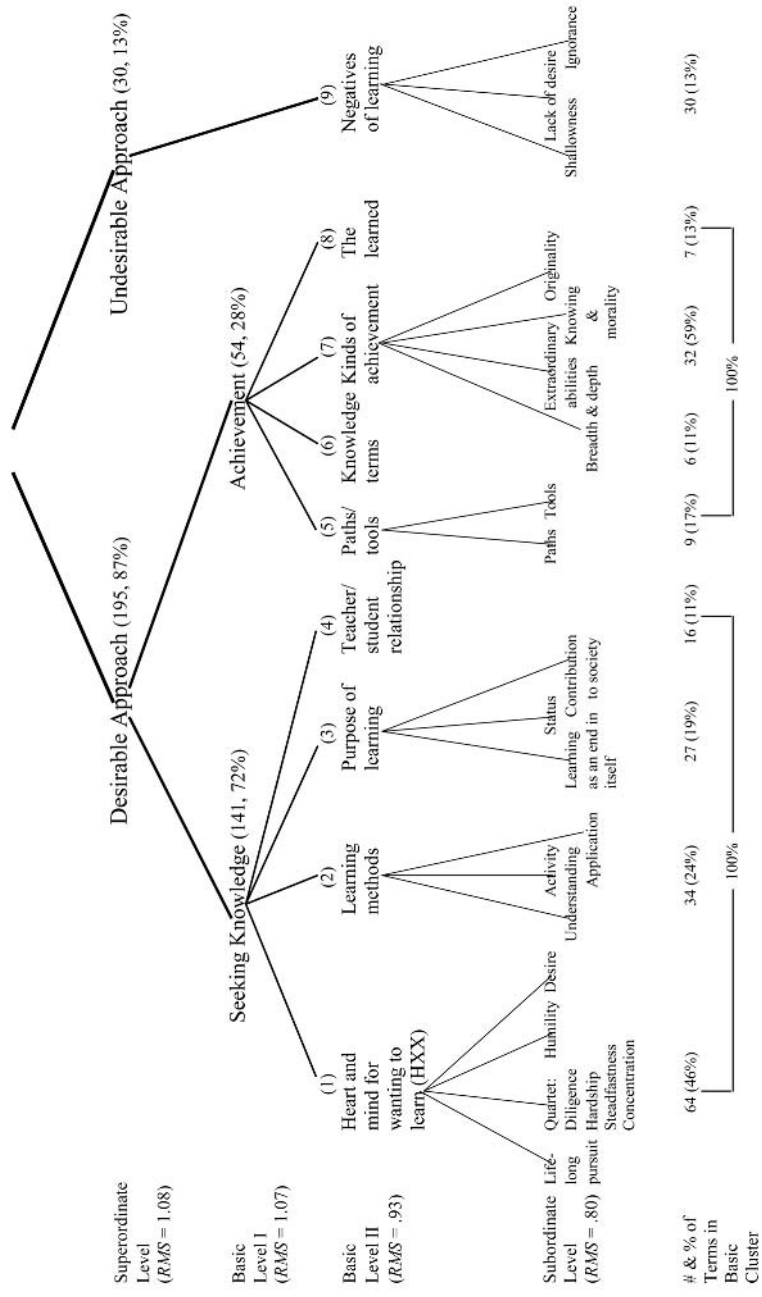 Desirable Approach (195, 87%)
Undesirable Approach (30, 13%)
Superordinate
Level
(RMS = 1.08)
Seeking Knowledge (141, 72%)
Achievement (54, 28%)
Basic
Level I
(RMS = 1.07)
(1)
Heart and
mind for
wanting to
learn (HXX)
(2)
Learning
methods
(3)
Purpose of
learning
(4)
Teacher/
student
relationship
(5)
Paths/
tools
(6)
Knowledge
terms
(7)
Kinds of
achievement
(8)
The
learned
(9)
Negatives
of learning
Basic
Level II
(RMS = .93)
Life-
long
pursuit
Quartet:
Diligence
Hardship
Steadfastness
Concentration
Humility
Desire
Understanding
Activity
Application
Learning
as an end in
itself
Status
Contribution
to society
Paths
Tools
Breadth & depth
Extraordinary
abilities
Knowing
&
morality
Originality
Shallowness
Lack of desire
Ignorance
Subordinate
Level
(RMS = .80)
# & % of
Terms in
Basic
Cluster
64 (46%)
34 (24%)
27 (19%)
16 (11%)
9 (17%)
6 (11%)
32 (59%)
7 (13%)
30 (13%)
100%
100%